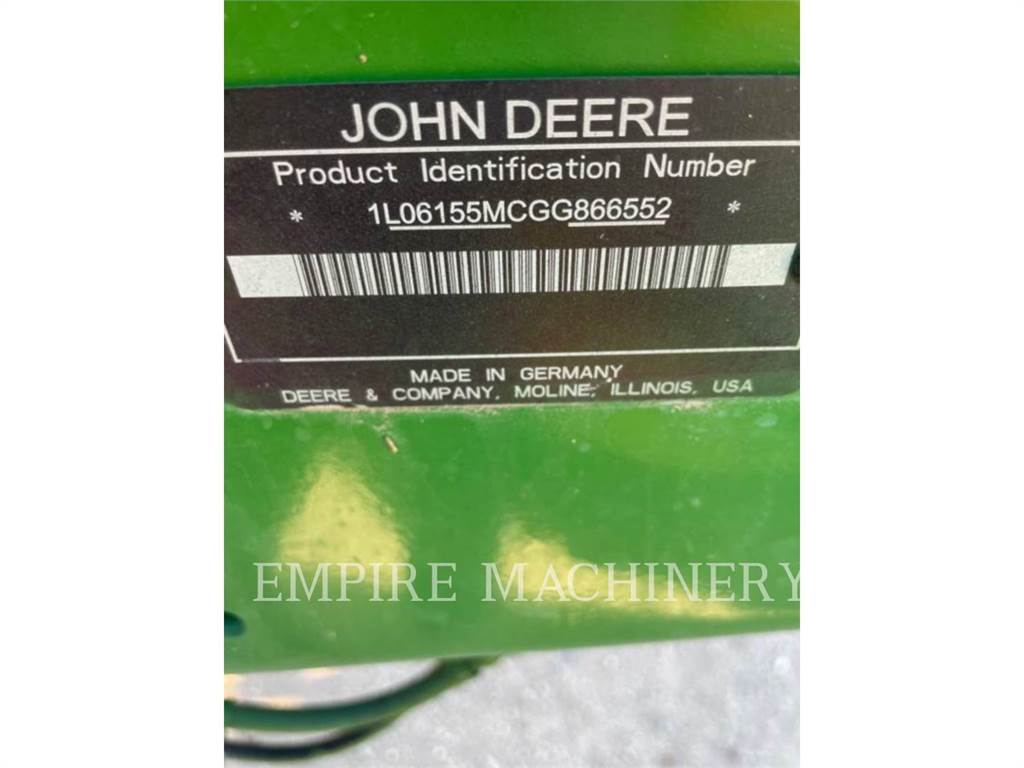 JOHN DEERE
Product Identification Number
* 1L06155MCGG866552 *
MADE IN GERMANY
DEERE & COMPANY, MOLINE, ILLINOIS, USA
EMPIRE MACHINERY